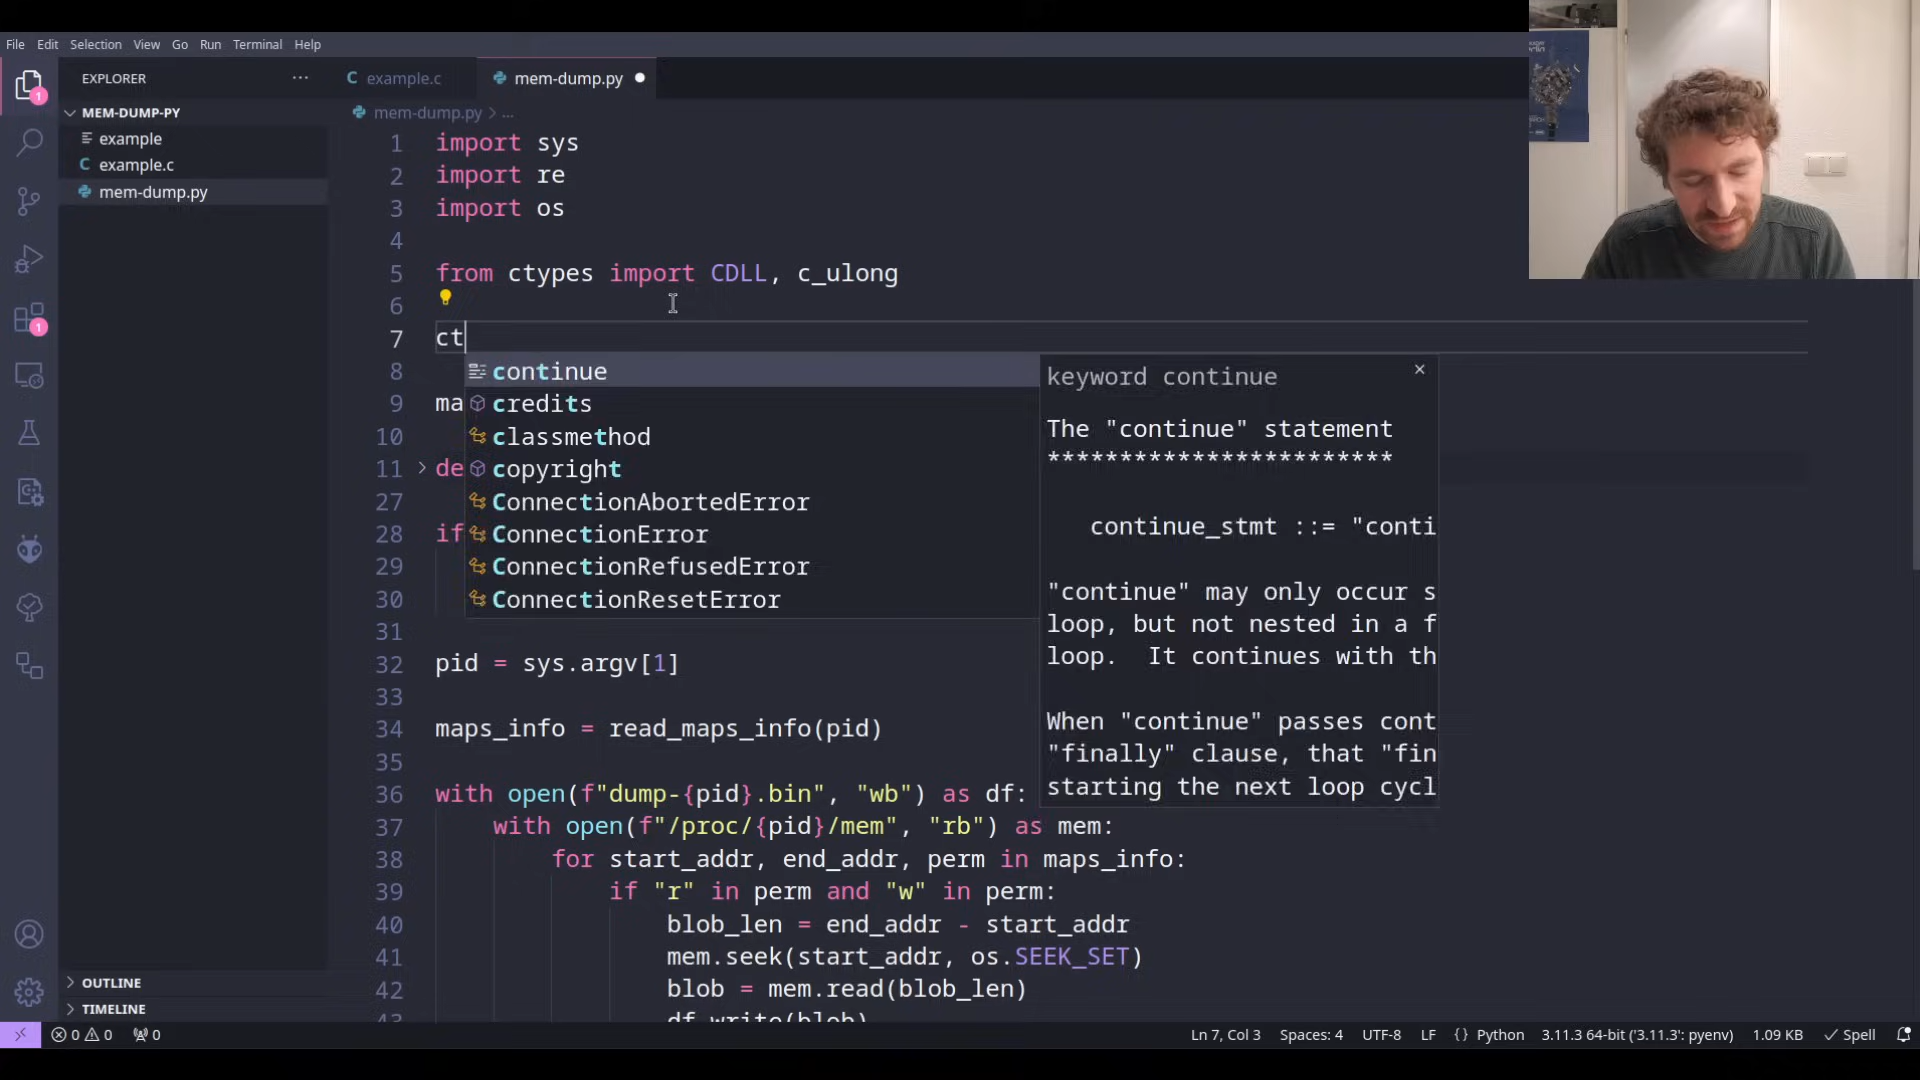 File Edit Selection View Go Run Terminal Help
EXPLORER
example.c
mem-dump.py
MEM-DUMP-PY
example
example.c
mem-dump.py
mem-dump.py > ...
1 import sys
2 import re
3 import os
4
5 from ctypes import CDLL, c_ulong
6
7 ct
8
9 ma
10
11 de
27
28 if
29
30
31
32 pid = sys.argv[1]
33
34 maps_info = read_maps_info(pid)
35
36 with open(f"dump-{pid}.bin", "wb") as df:
37 with open(f"/proc/{pid}/mem", "rb") as mem:
38 for start_addr, end_addr, perm in maps_info:
39 if "r" in perm and "w" in perm:
40 blob_len = end_addr - start_addr
41 mem.seek(start_addr, os.SEEK_SET)
42 blob = mem.read(blob_len)
43 df.write(blob)
continue
credits
classmethod
copyright
ConnectionAbortedError
ConnectionError
ConnectionRefusedError
ConnectionResetError
keyword continue
The "continue" statement
************************
continue_stmt ::= "conti
"continue" may only occur s
loop, but not nested in a f
loop. It continues with th
When "continue" passes cont
"finally" clause, that "fin
starting the next loop cycl
OUTLINE
TIMELINE
1
1
0 0 0
Ln 7, Col 3 Spaces: 4 UTF-8 LF {} Python 3.11.3 64-bit ('3.11.3': pyenv) 1.09 KB Spell